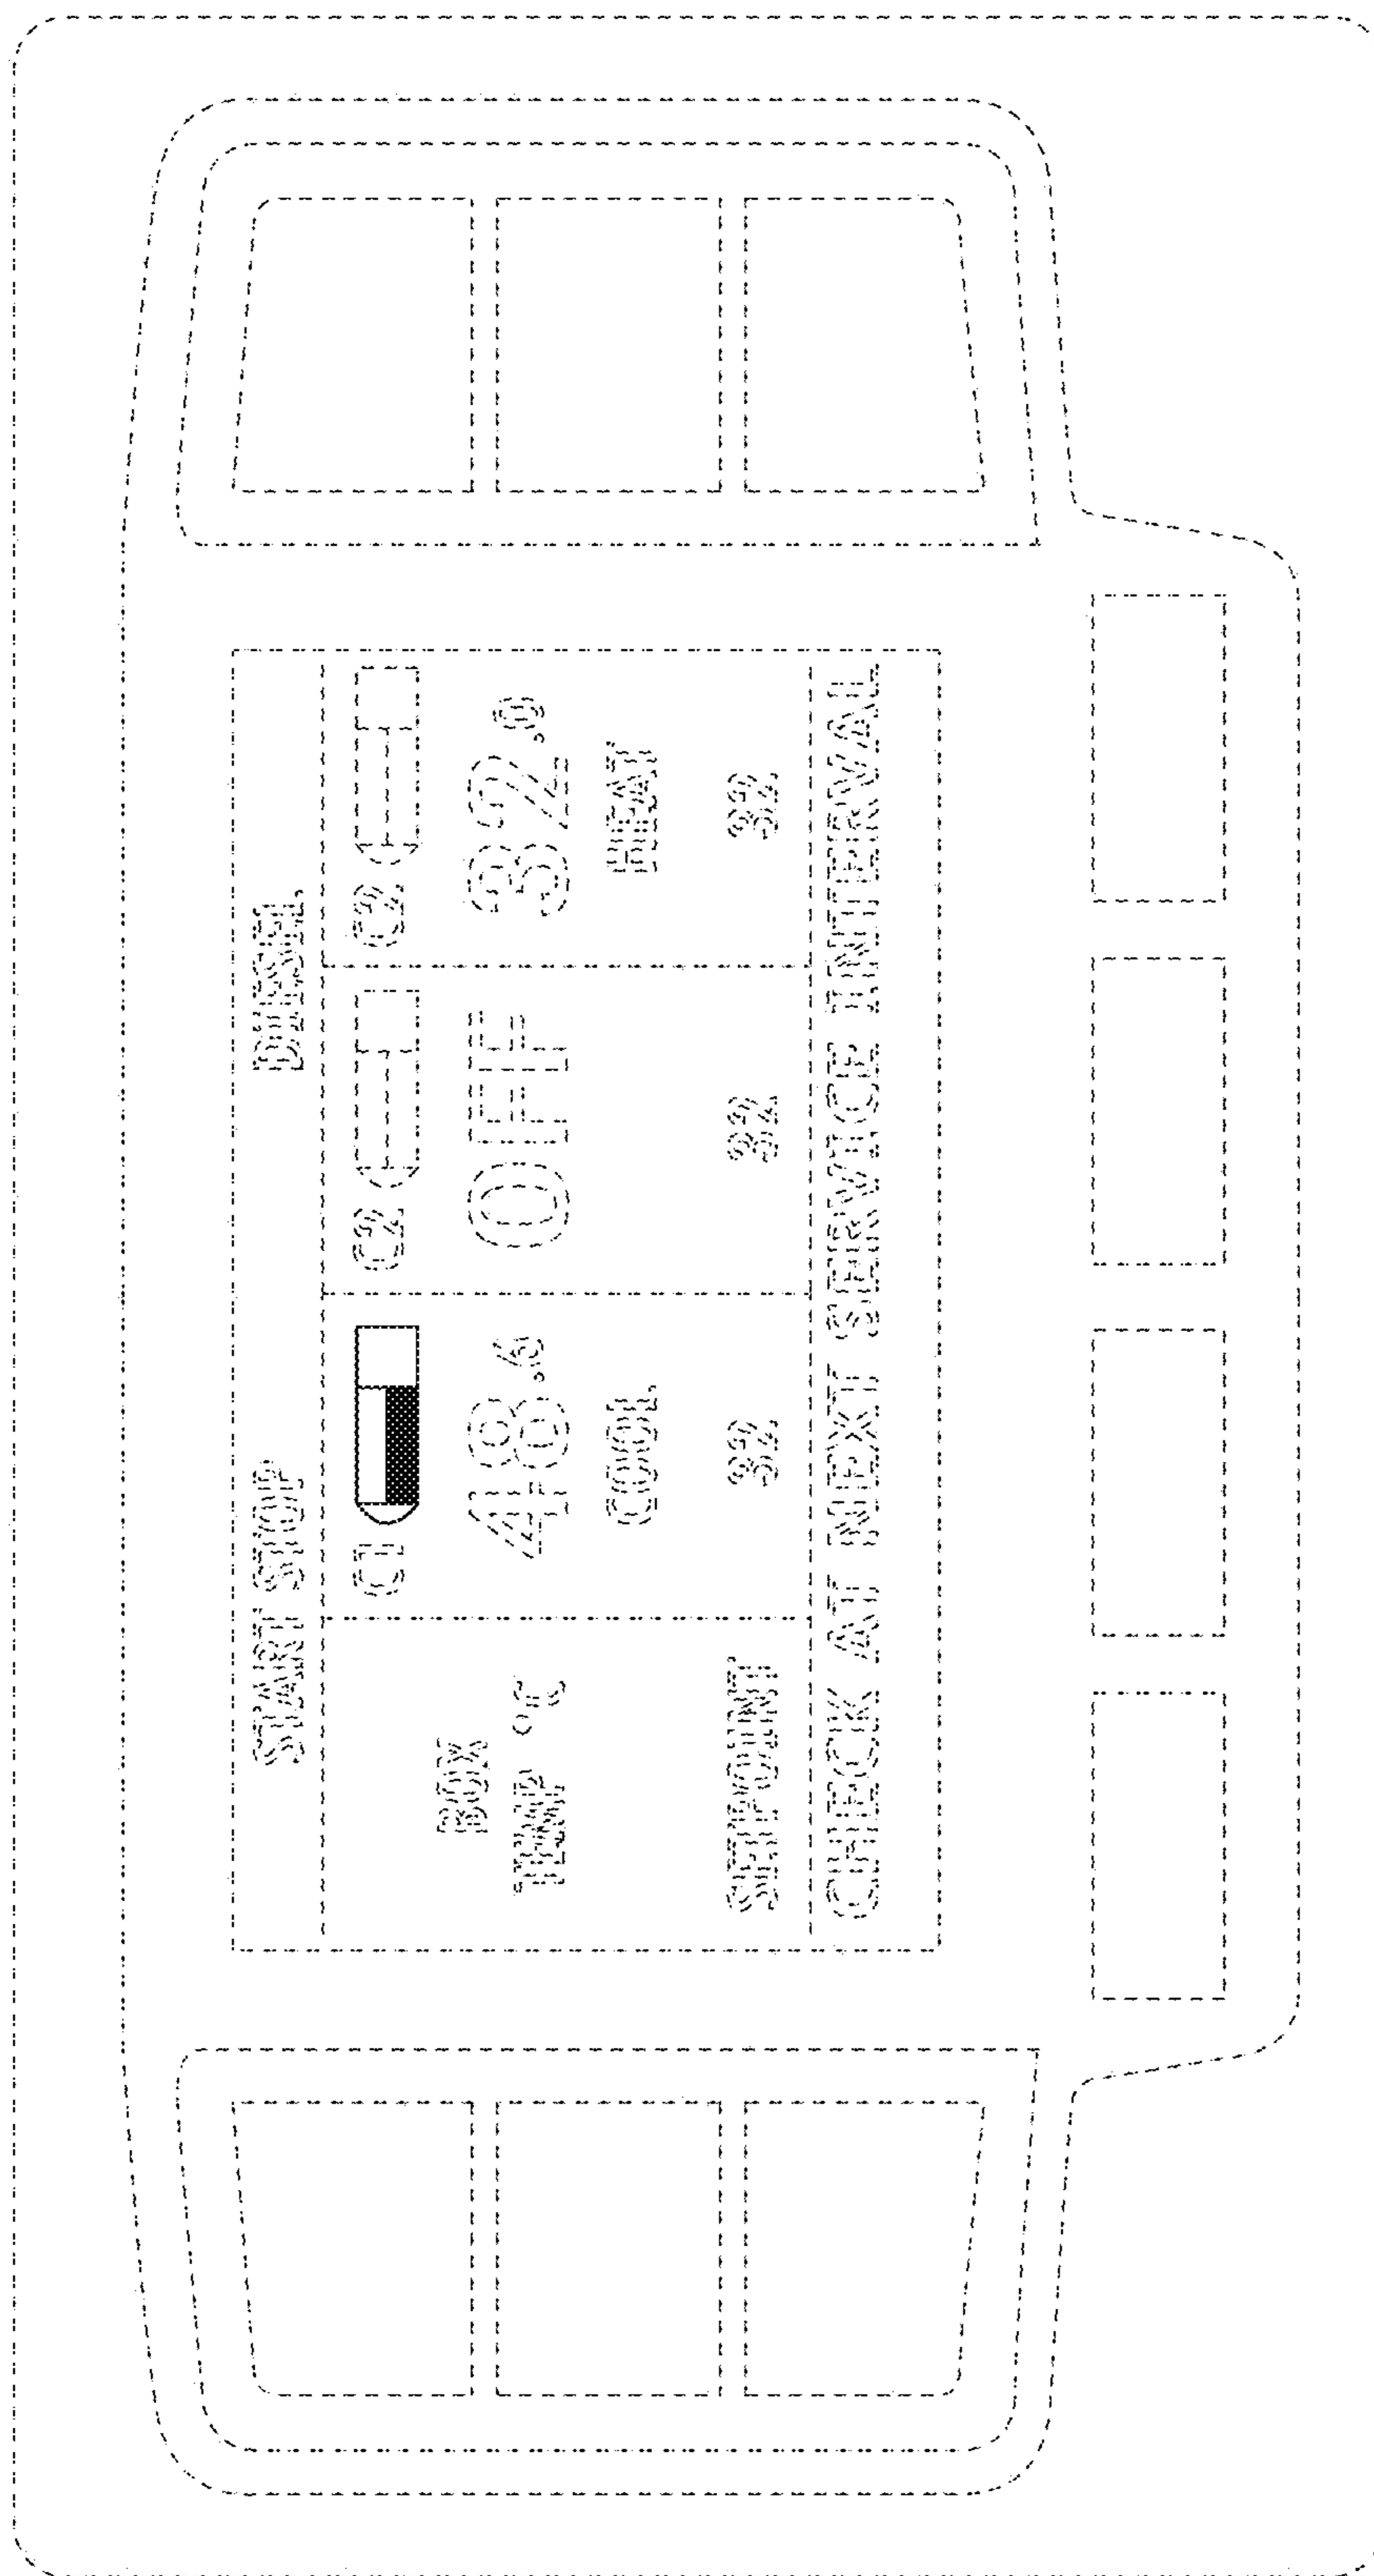 START STOP DIESEL
C1 C2 C2
BOX
TEMP °C 48.6 OFF 32.0
COOL HEAT
SETPOINT 32 32 32
CHECK AT NEXT SERVICE INTERVAL